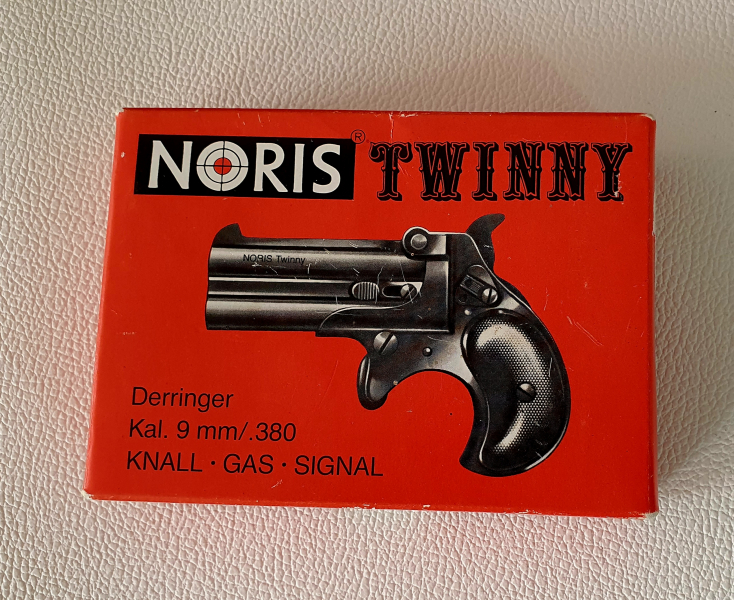 NORIS® TWINNY
NORIS Twinny
Derringer
Kal. 9 mm/.380
KNALL · GAS · SIGNAL